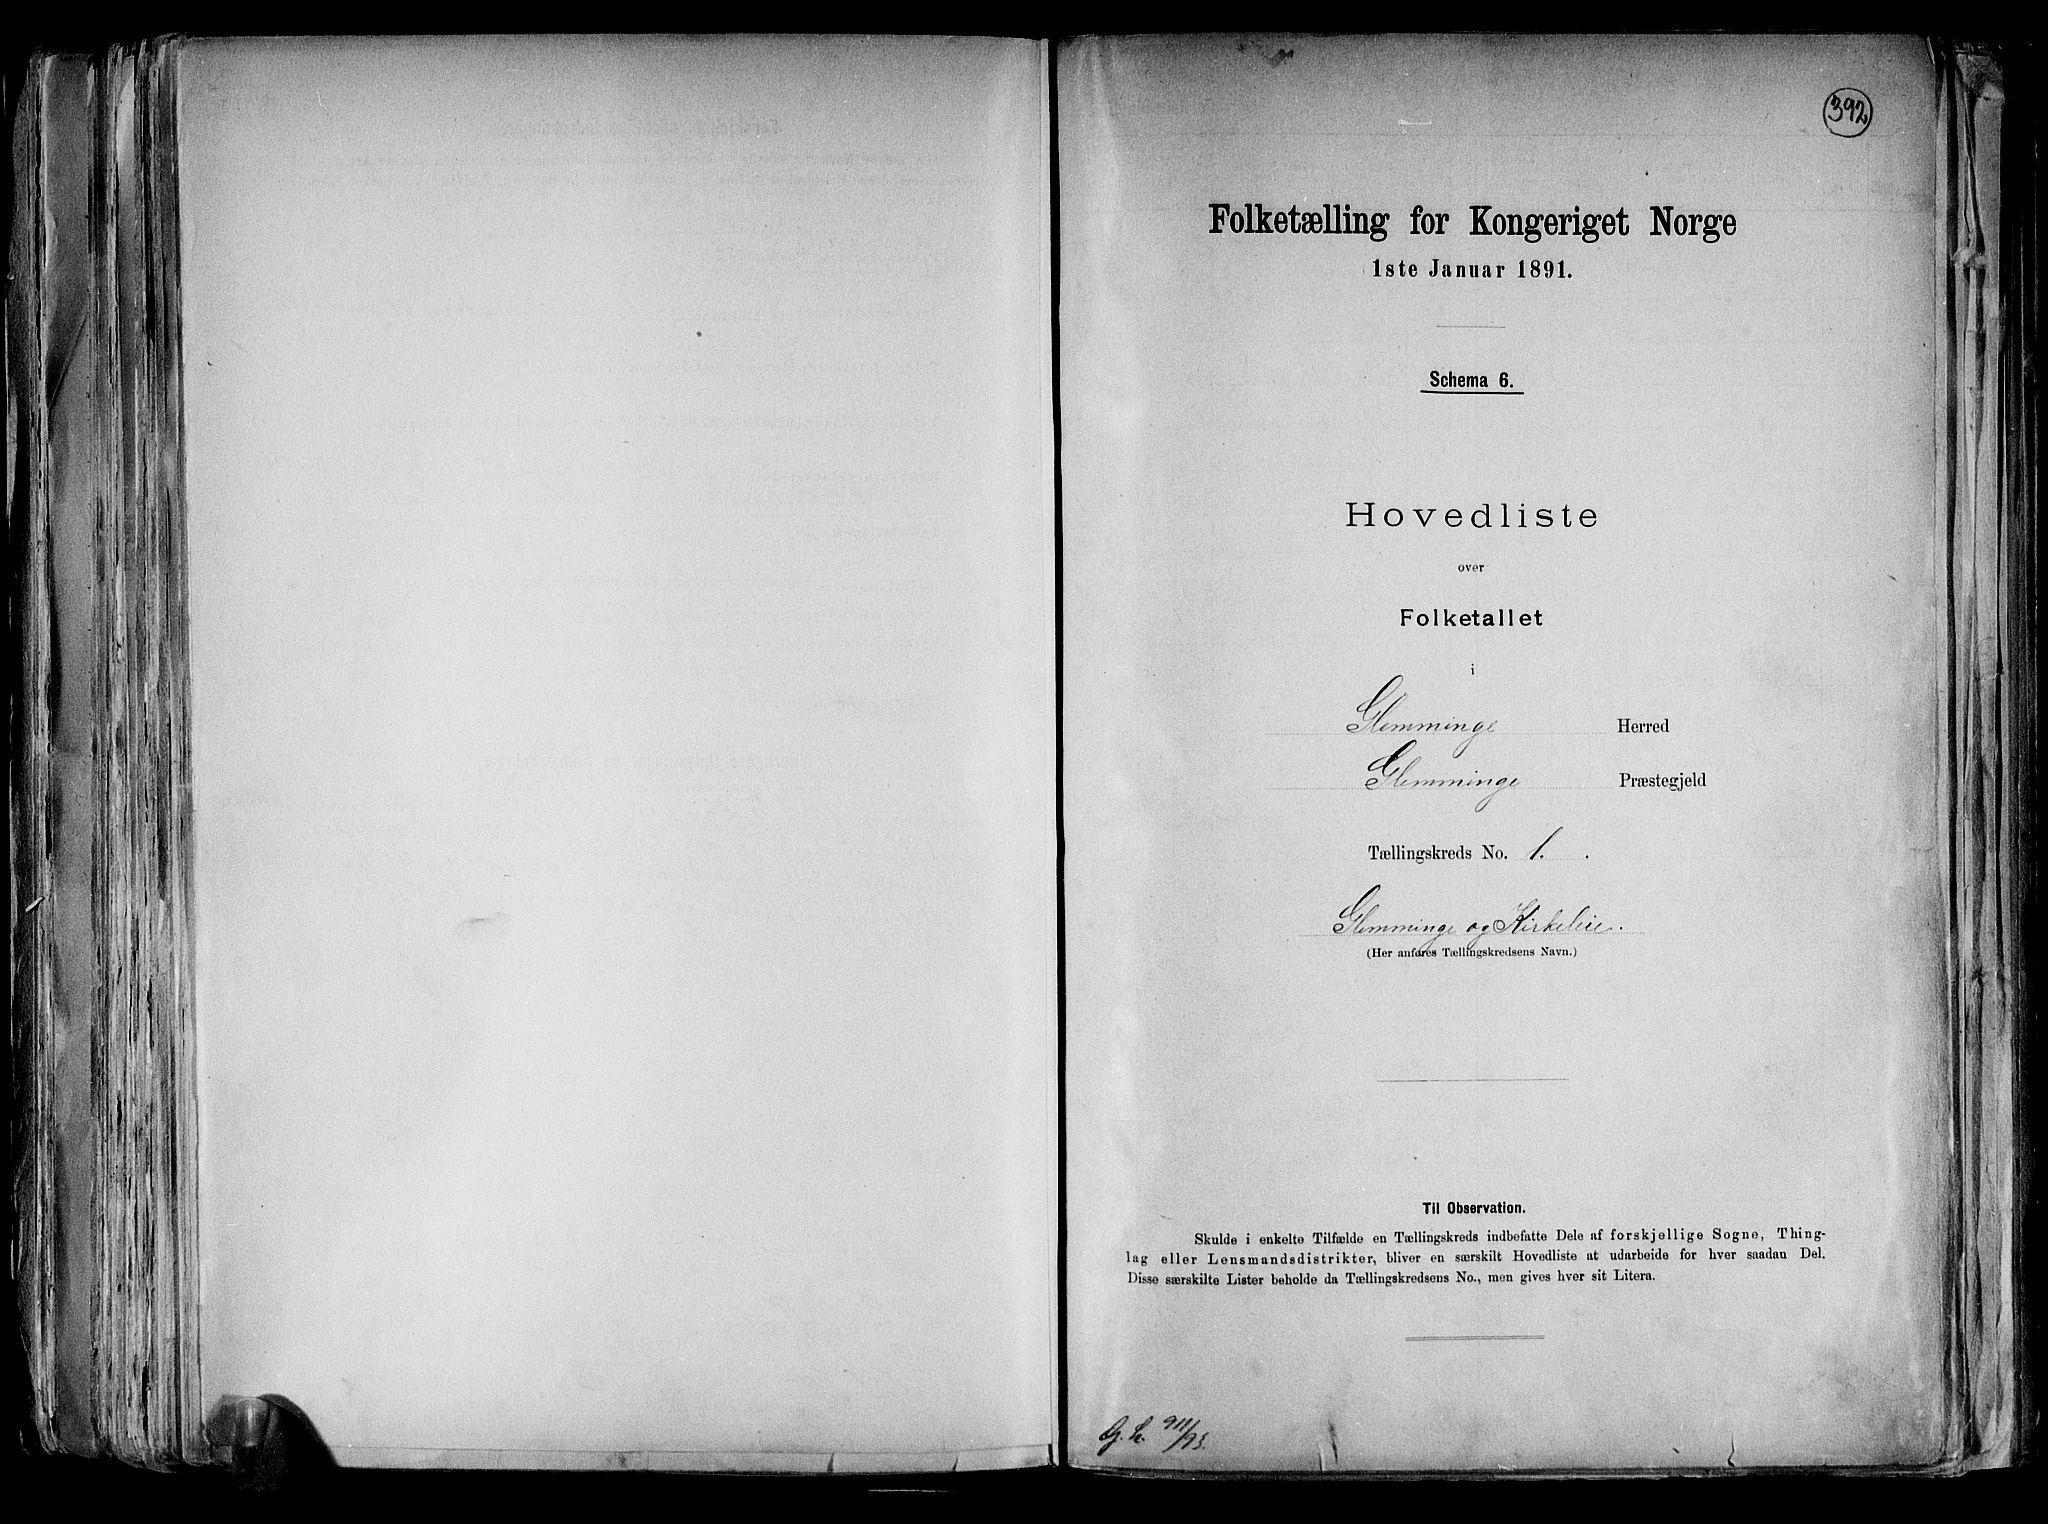 392
Folketælling for Kongeriget Norge
1ste Januar 1891.
Schema 6.
Hovedliste
over
Folketallet
i
Glemminge Herred
Glemminge Præstegjeld
Tællingskreds No. 1.
Glemminge og Kirkeleie.
(Her anføres Tællingskredsens Navn.)
Til Observation.
Skulde i enkelte Tilfælde en Tællingskreds indbefatte Dele af forskjellige Sogne, Thing-
lag eller Lensmandsdistrikter, bliver en særskilt Hovedliste at udarbeide for hver saadan Del.
Disse særskilte Lister beholde da Tællingskredsens No., men gives hver sit Litera.